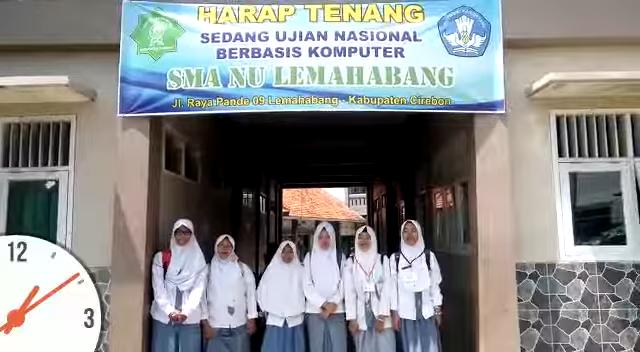 HARAP TENANG
SEDANG UJIAN NASIONAL
BERBASIS KOMPUTER
SMA NU LEMAHABANG
Jl. Raya Pande 09 Lemahabang - Kabupaten Cirebon
12
3